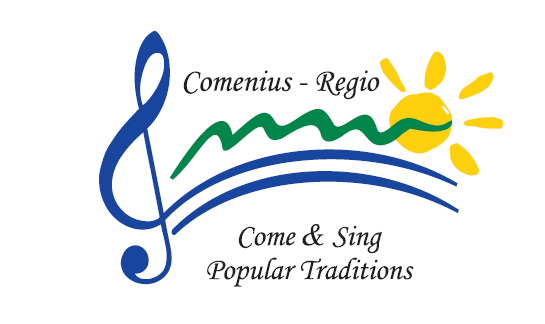 Comenius - Regio
Come & Sing
Popular Traditions